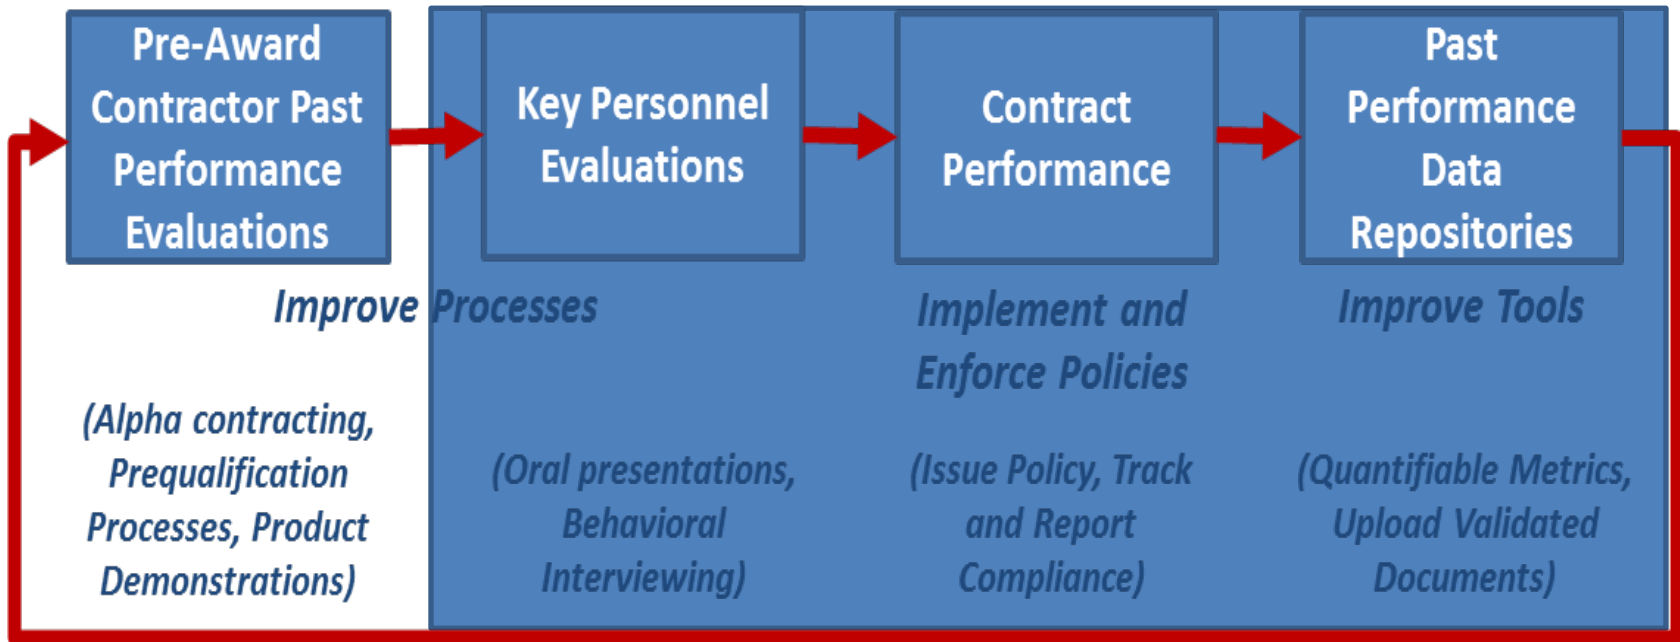 Pre-Award
Contractor Past
Performance
Evaluations
Key Personnel
Evaluations
Contract
Performance
Past
Performance
Data
Repositories
Improve Processes
Implement and
Enforce Policies
Improve Tools
(Alpha contracting,
Prequalification
Processes, Product
Demonstrations)
(Oral presentations,
Behavioral
Interviewing)
(Issue Policy, Track
and Report
Compliance)
(Quantifiable Metrics,
Upload Validated
Documents)